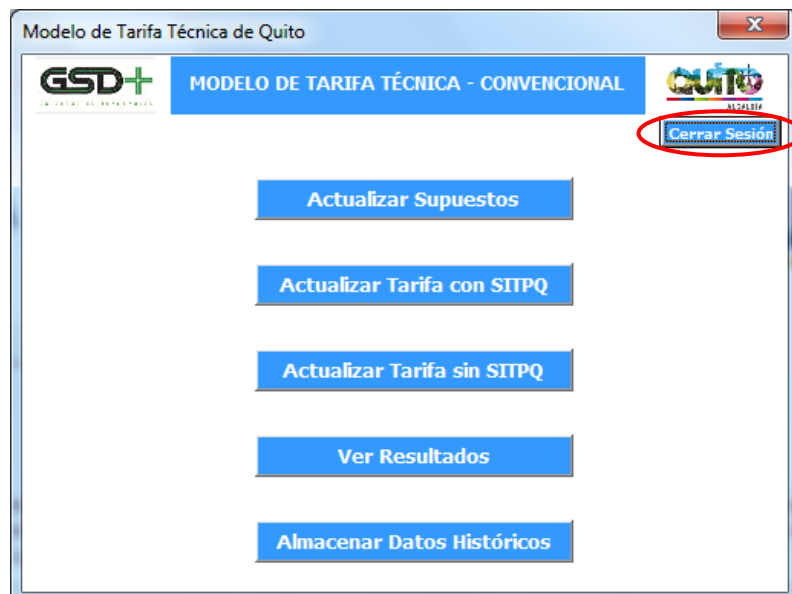 Modelo de Tarifa Técnica de Quito
GSD+
MODELO DE TARIFA TÉCNICA - CONVENCIONAL
QUITO
ALCALDÍA
Cerrar Sesión
Actualizar Supuestos
Actualizar Tarifa con SITPQ
Actualizar Tarifa sin SITPQ
Ver Resultados
Almacenar Datos Históricos